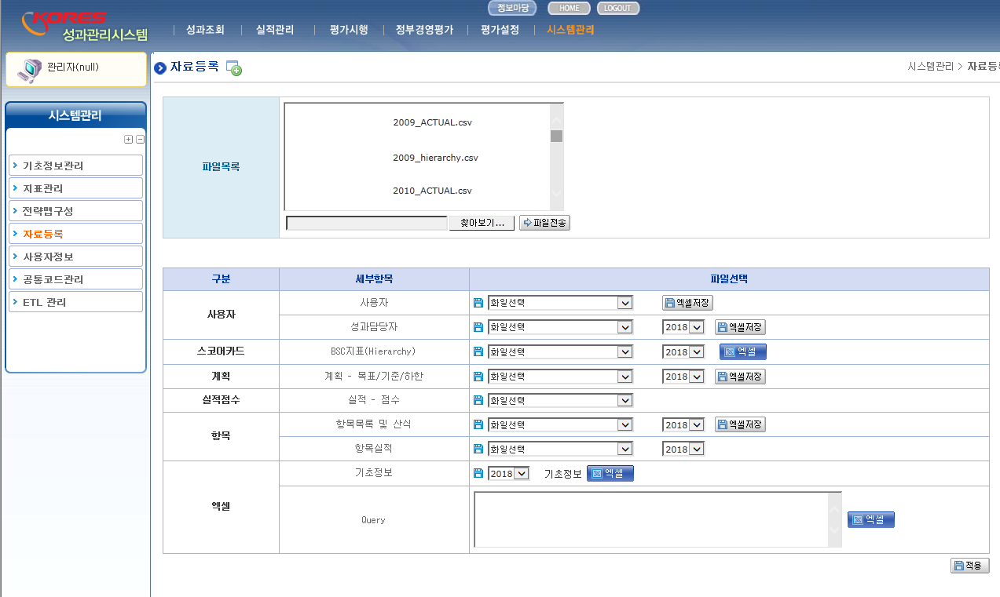 정보마당 HOME LOGOUT
KORES
성과관리시스템
성과조회 실적관리 평가시행 정부경영평가 평가설정 시스템관리
관리자(null)
자료등록
시스템관리 > 자료등
시스템관리
기초정보관리
지표관리
전략맵구성
자료등록
사용자정보
공통코드관리
ETL 관리
파일목록
2009_ACTUAL.csv
2009_hierarchy.csv
2010_ACTUAL.csv
찾아보기... 파일전송
구분 세부항목 파일선택
사용자
사용자 화일선택 엑셀저장
성과담당자 화일선택 2018 엑셀저장
스코어카드 BSC지표(Hierarchy) 화일선택 2018 엑셀
계획 계획 - 목표/기준/하한 화일선택 2018 엑셀저장
실적점수 실적 - 점수 화일선택
항목
항목목록 및 산식 화일선택 2018 엑셀저장
항목실적 화일선택 2018
엑셀
기초정보 2018 기초정보 엑셀
Query 엑셀
적용